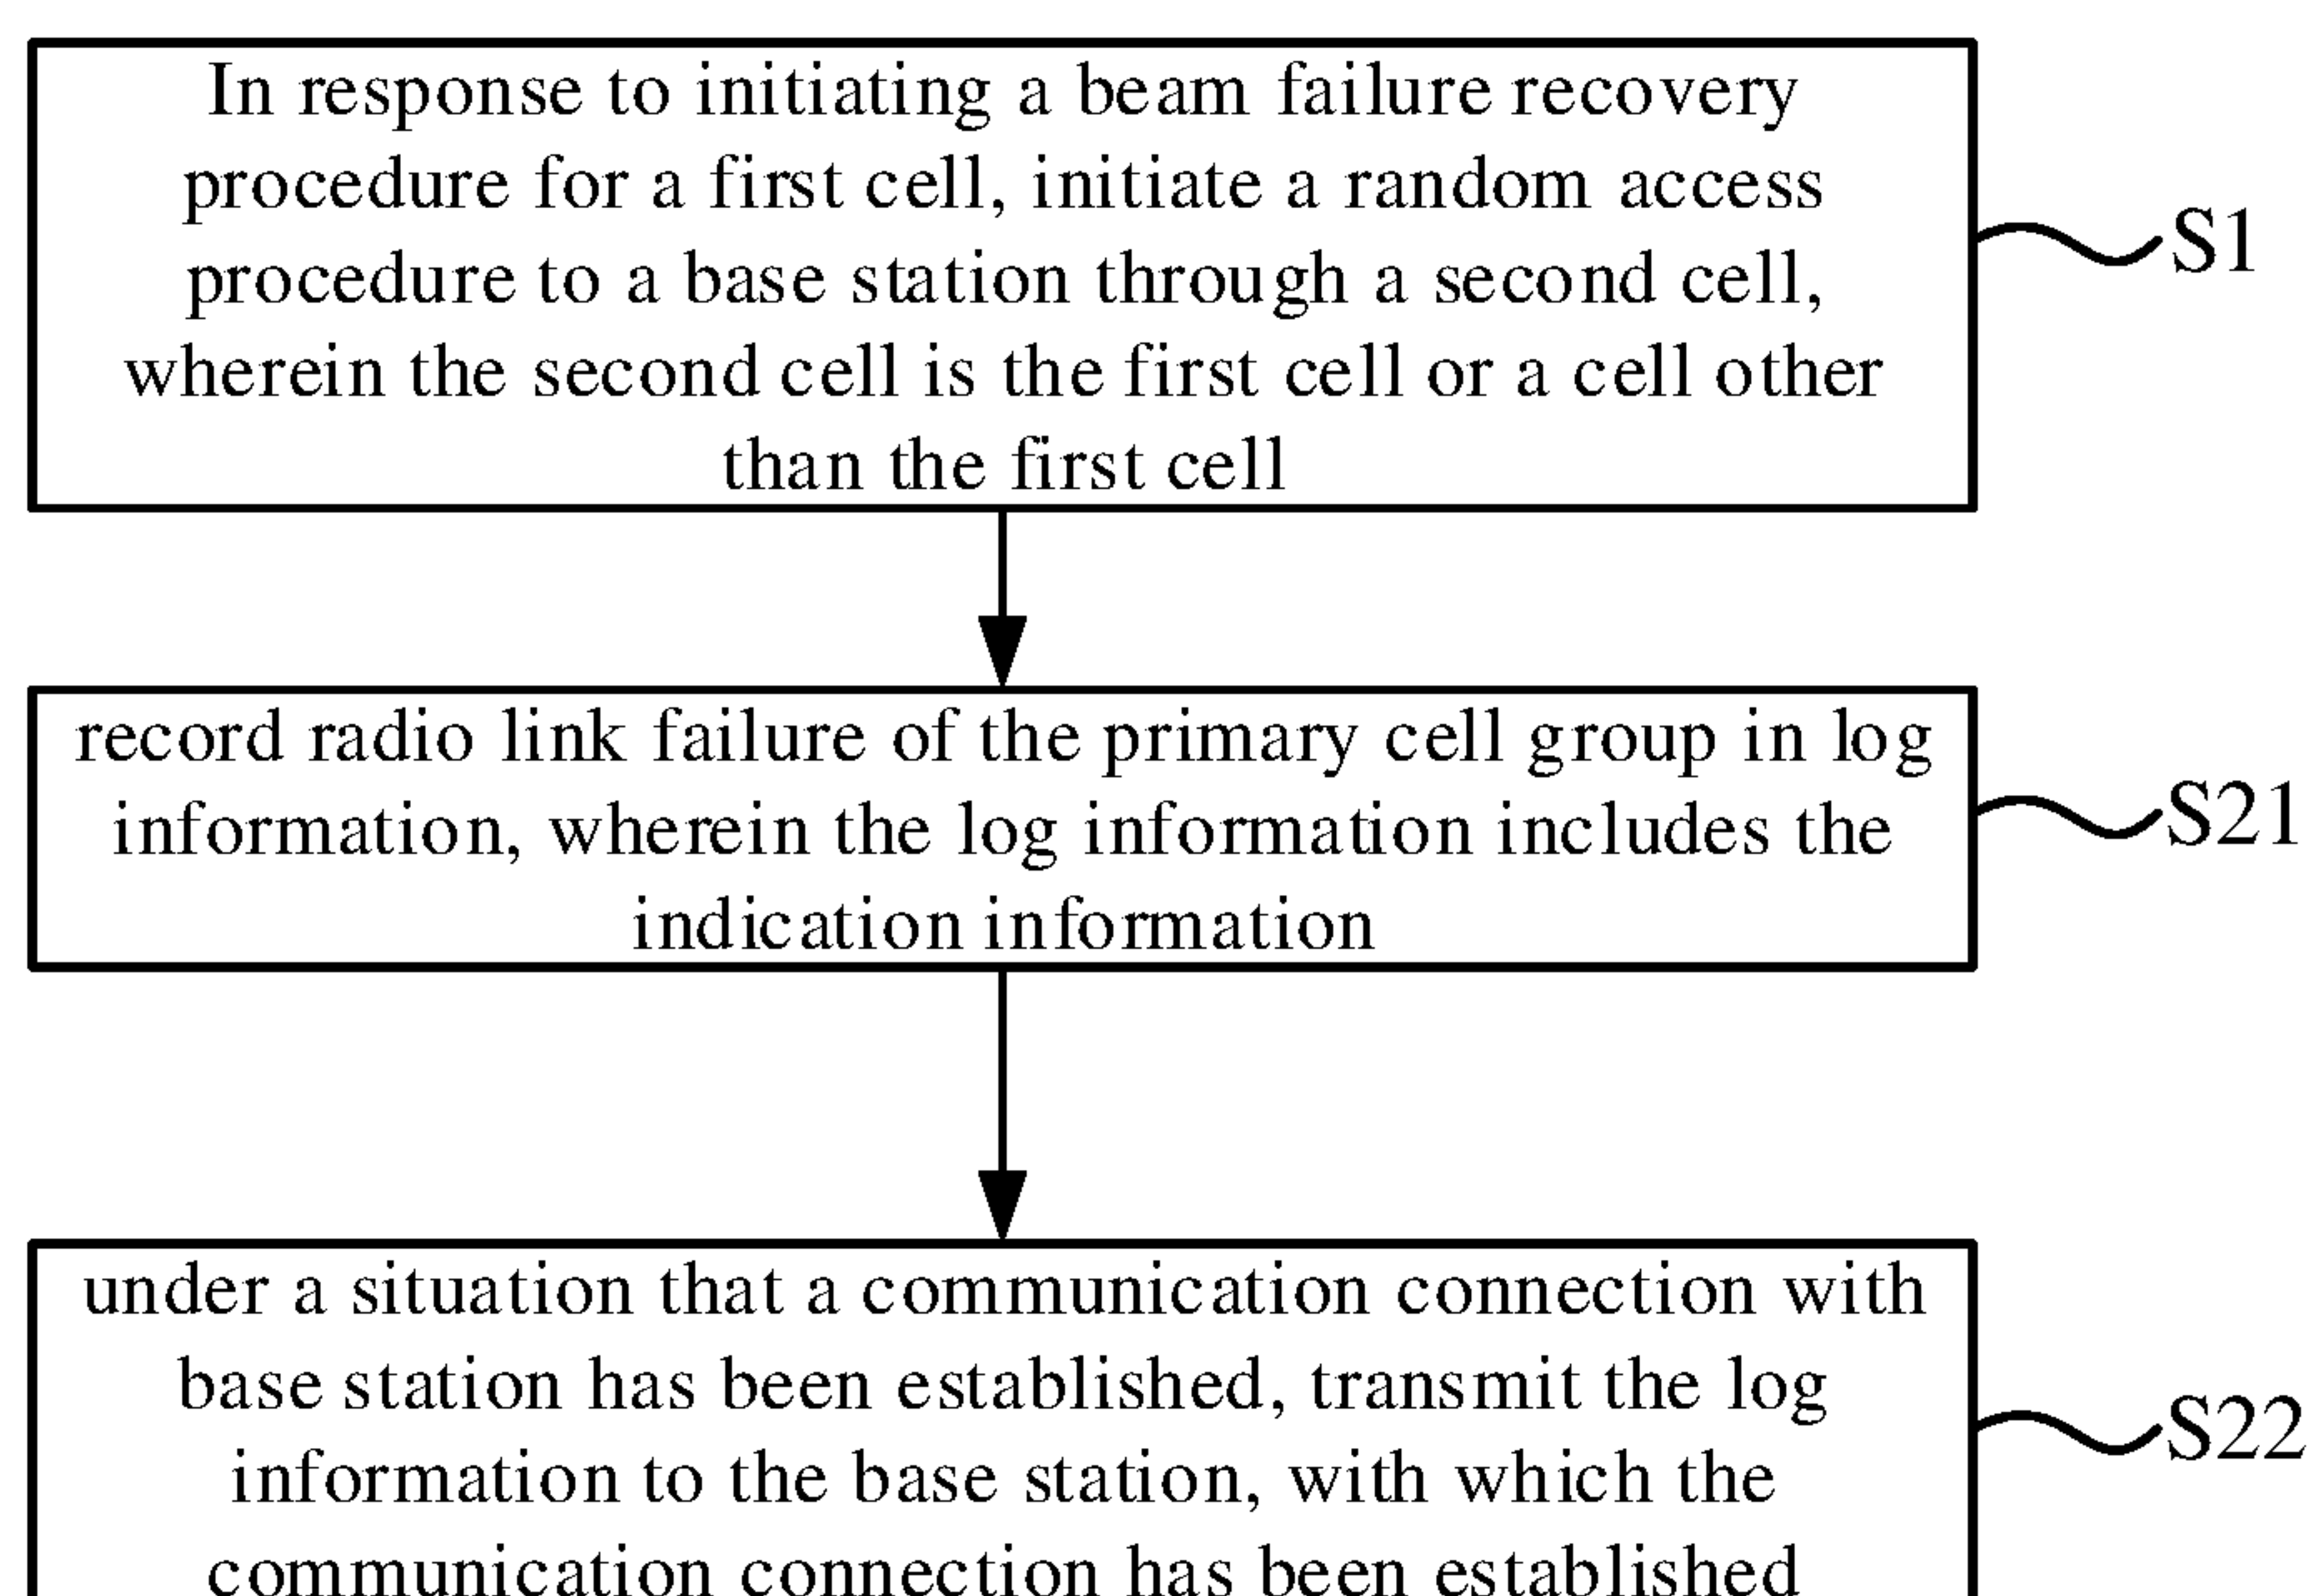 In response to initiating a beam failure recovery
procedure for a first cell, initiate a random access
procedure to a base station through a second cell,
wherein the second cell is the first cell or a cell other
than the first cell
S1
record radio link failure of the primary cell group in log
information, wherein the log information includes the
indication information
S21
under a situation that a communication connection with
base station has been established, transmit the log
information to the base station, with which the
communication connection has been established
S22